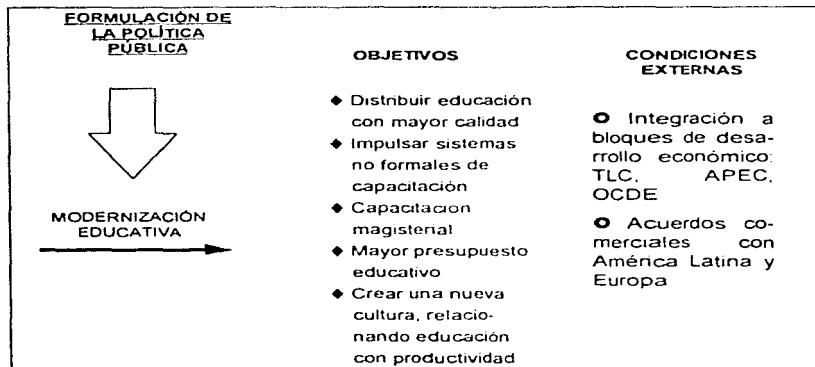 FORMULACIÓN DE
LA POLÍTICA
PÚBLICA
MODERNIZACIÓN
EDUCATIVA
OBJETIVOS
◆ Distribuir educación
con mayor calidad
◆ Impulsar sistemas
no formales de
capacitación
◆ Capacitacion
magisterial
◆ Mayor presupuesto
educativo
◆ Crear una nueva
cultura, relacio-
nando educación
con productividad
CONDICIONES
EXTERNAS
✪ Integración a
bloques de desa-
rrollo económico:
TLC, APEC,
OCDE
✪ Acuerdos co-
merciales con
América Latina y
Europa